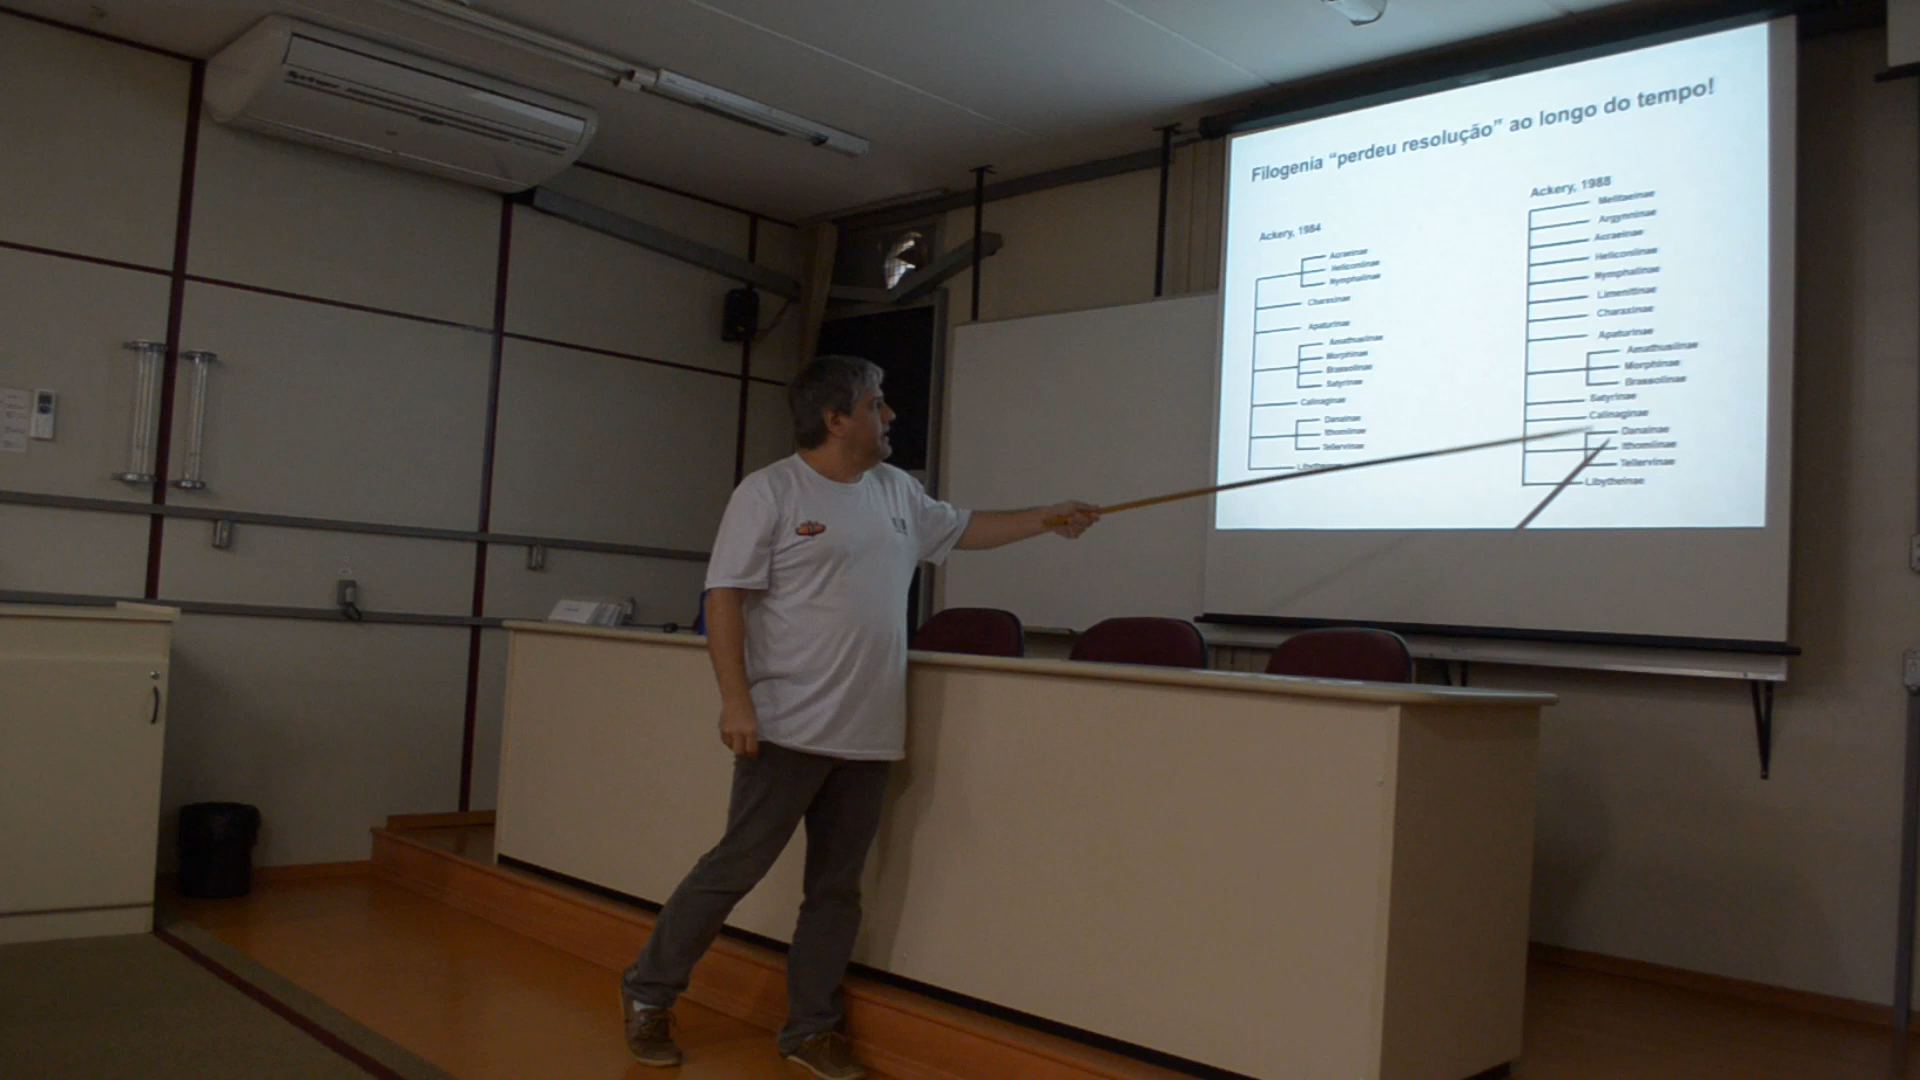 Filogenia “perdeu resolução” ao longo do tempo!
Ackery, 1984
Acraeinae
Heliconiinae
Nymphalinae
Charaxinae
Apaturinae
Amathusiinae
Morphinae
Brassolinae
Satyrinae
Calinaginae
Danainae
Ithomiinae
Tellervinae
Ackery, 1988
Melitaeinae
Argynninae
Acraeinae
Heliconiinae
Nymphalinae
Limenitinae
Charaxinae
Apaturinae
Amathusiinae
Morphinae
Brassolinae
Satyrinae
Calinaginae
Danainae
Ithomiinae
Tellervinae
Libytheinae